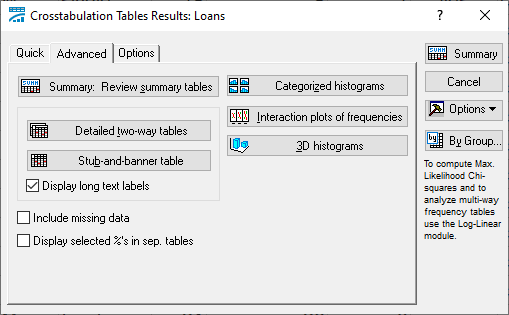 Crosstabulation Tables Results: Loans
?
Quick
Advanced
Options
SUMM
Summary: Review summary tables
Detailed two-way tables
Stub-and-banner table
Display long text labels
Include missing data
Display selected %'s in sep. tables
Categorized histograms
Interaction plots of frequencies
3D histograms
SUMM
Summary
Cancel
Options
By Group...
To compute Max.
Likelihood Chi-
squares and to
analyze multi-way
frequency tables
use the Log-Linear
module.